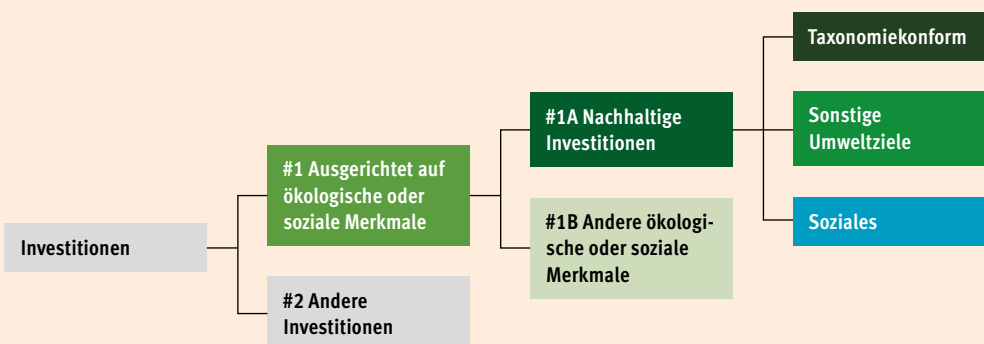 Investitionen
#1 Ausgerichtet auf
ökologische oder
soziale Merkmale
#2 Andere
Investitionen
#1A Nachhaltige
Investitionen
#1B Andere ökologi-
sche oder soziale
Merkmale
Taxonomiekonform
Sonstige
Umweltziele
Soziales